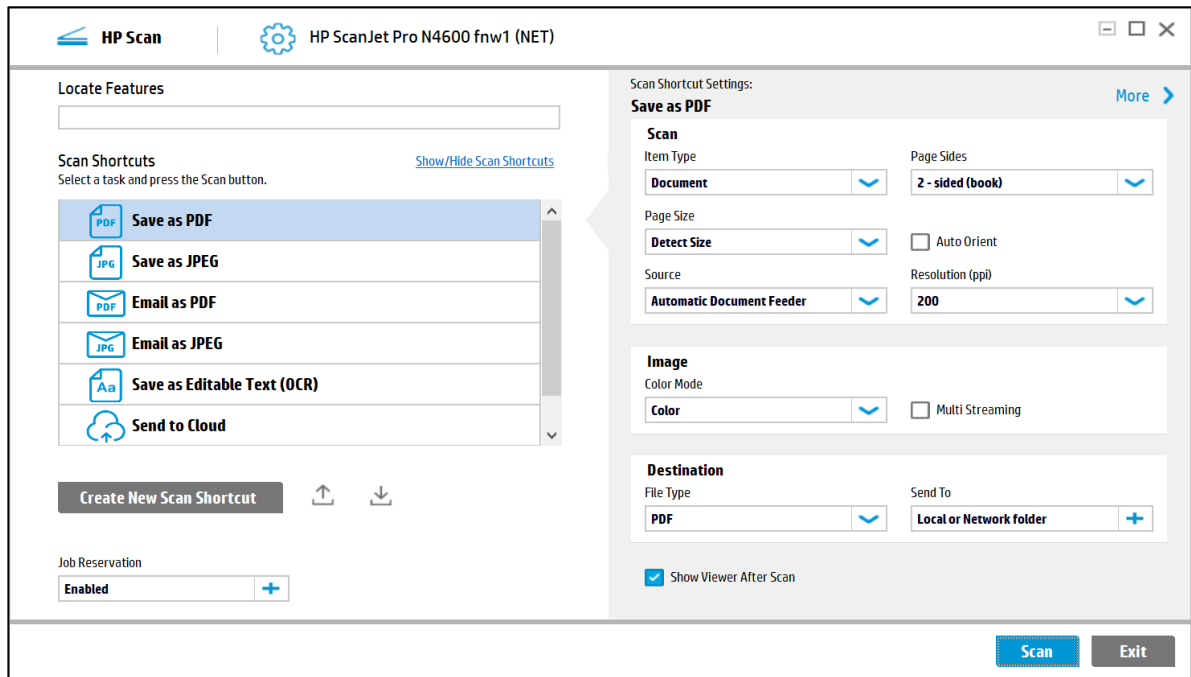 HP Scan
HP ScanJet Pro N4600 fnw1 (NET)
Locate Features
Scan Shortcuts
Show/Hide Scan Shortcuts
Select a task and press the Scan button.
PDF
Save as PDF
JPG
Save as JPEG
PDF
Email as PDF
JPG
Email as JPEG
Aa
Save as Editable Text (OCR)
Send to Cloud
Create New Scan Shortcut
Job Reservation
Enabled
Scan Shortcut Settings:
Save as PDF
More
Scan
Item Type
Page Sides
Document
2 - sided (book)
Page Size
Detect Size
Auto Orient
Source
Resolution (ppi)
Automatic Document Feeder
200
Image
Color Mode
Color
Multi Streaming
Destination
File Type
Send To
PDF
Local or Network folder
Show Viewer After Scan
Scan
Exit